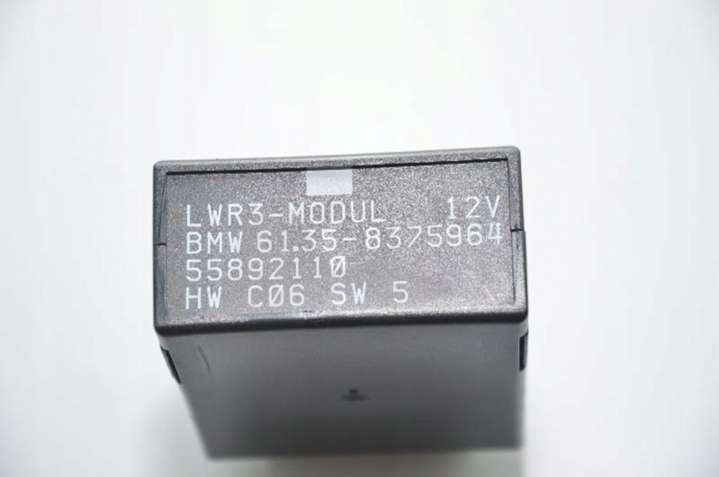 LWR3-MODUL 12V
BMW 61.35-8375964
55892110
HW C06 SW 5